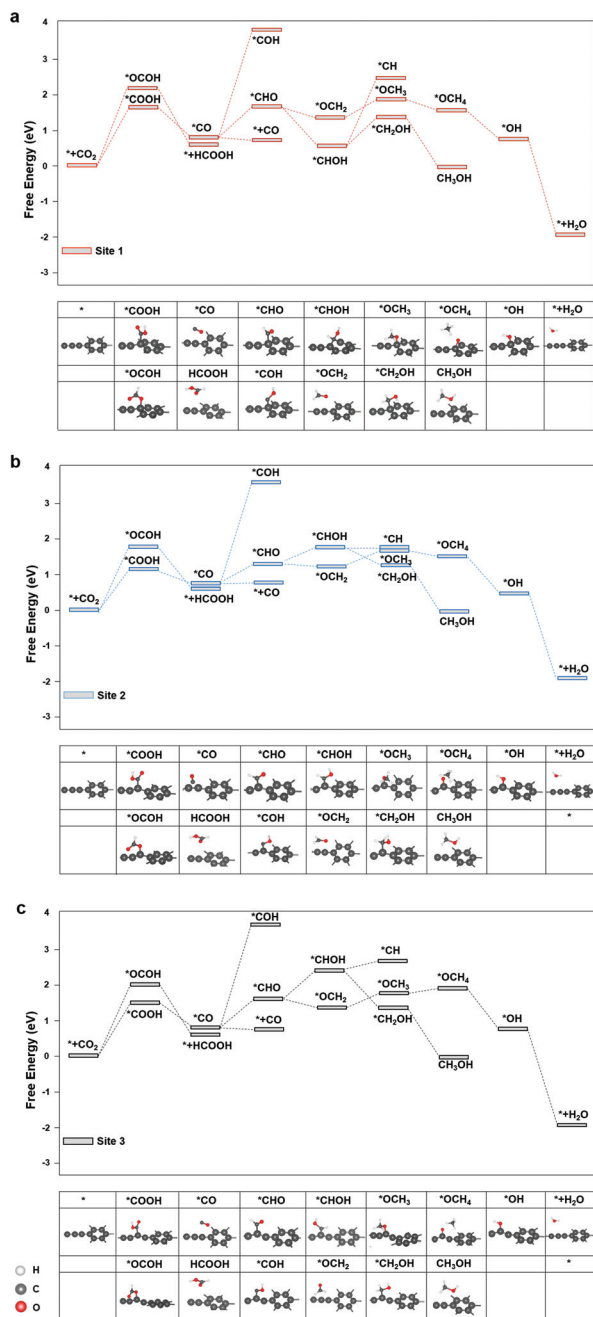 a
Free Energy (eV)
4
3
2
1
0
-1
-2
-3
*+CO₂
*OCOH
*COOH
*CO
*+HCOOH
*COH
*CHO
*+CO
*OCH₂
*CHOH
*CH
*OCH₃
*CH₂OH
*OCH₄
CH₃OH
*OH
*+H₂O
Site 1
* *COOH *CO *CHO *CHOH *OCH₃ *OCH₄ *OH *+H₂O
*OCOH HCOOH *COH *OCH₂ *CH₂OH CH₃OH
b
Free Energy (eV)
4
3
2
1
0
-1
-2
-3
*+CO₂
*OCOH
*COOH
*CO
*+HCOOH
*COH
*CHO
*+CO
*CHOH
*OCH₂
*CH
*OCH₃
*CH₂OH
*OCH₄
CH₃OH
*OH
*+H₂O
Site 2
* *COOH *CO *CHO *CHOH *OCH₃ *OCH₄ *OH *+H₂O
*OCOH HCOOH *COH *OCH₂ *CH₂OH CH₃OH *
c
Free Energy (eV)
4
3
2
1
0
-1
-2
-3
*+CO₂
*OCOH
*COOH
*CO
*+HCOOH
*COH
*CHO
*+CO
*CHOH
*OCH₂
*CH
*OCH₃
*CH₂OH
*OCH₄
CH₃OH
*OH
*+H₂O
Site 3
* *COOH *CO *CHO *CHOH *OCH₃ *OCH₄ *OH *+H₂O
*OCOH HCOOH *COH *OCH₂ *CH₂OH CH₃OH *
H
C
O